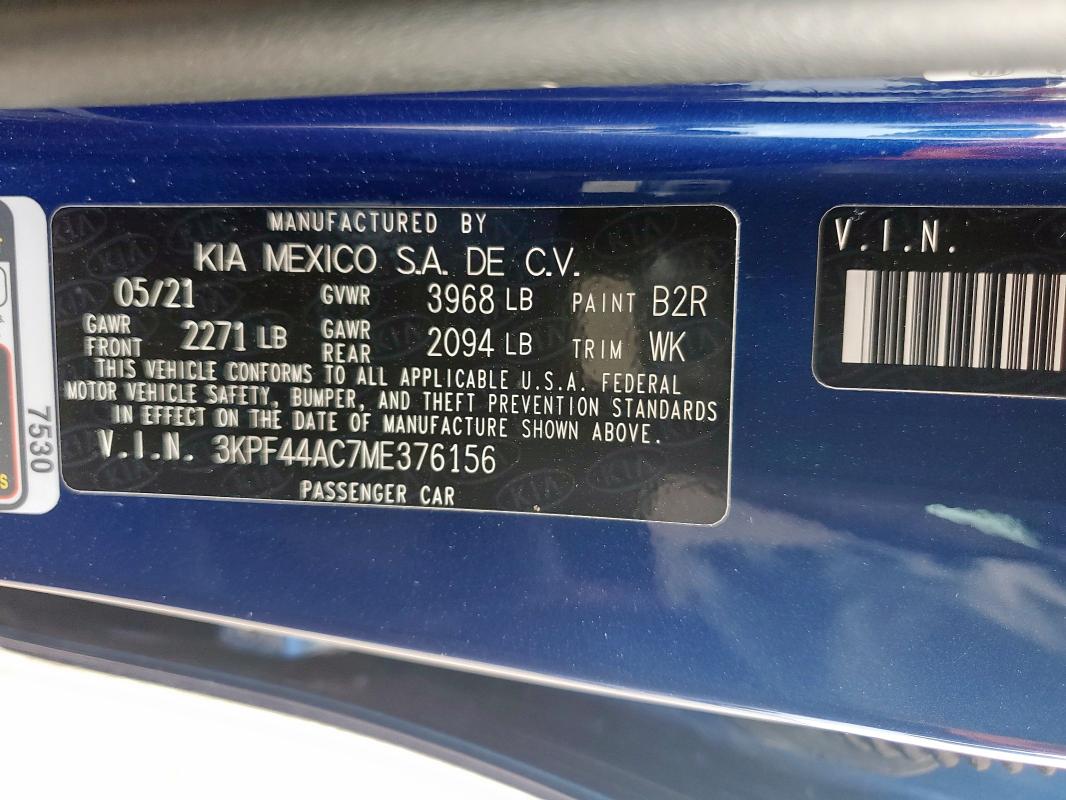 MANUFACTURED BY
KIA MEXICO S.A. DE C.V.
05/21 GVWR 3968 LB PAINT B2R
GAWR FRONT 2271 LB GAWR REAR 2094 LB TRIM WK
THIS VEHICLE CONFORMS TO ALL APPLICABLE U.S.A. FEDERAL
MOTOR VEHICLE SAFETY, BUMPER, AND THEFT PREVENTION STANDARDS
IN EFFECT ON THE DATE OF MANUFACTURE SHOWN ABOVE.
V.I.N. 3KPF44AC7ME376156
PASSENGER CAR
V.I.N.
7530